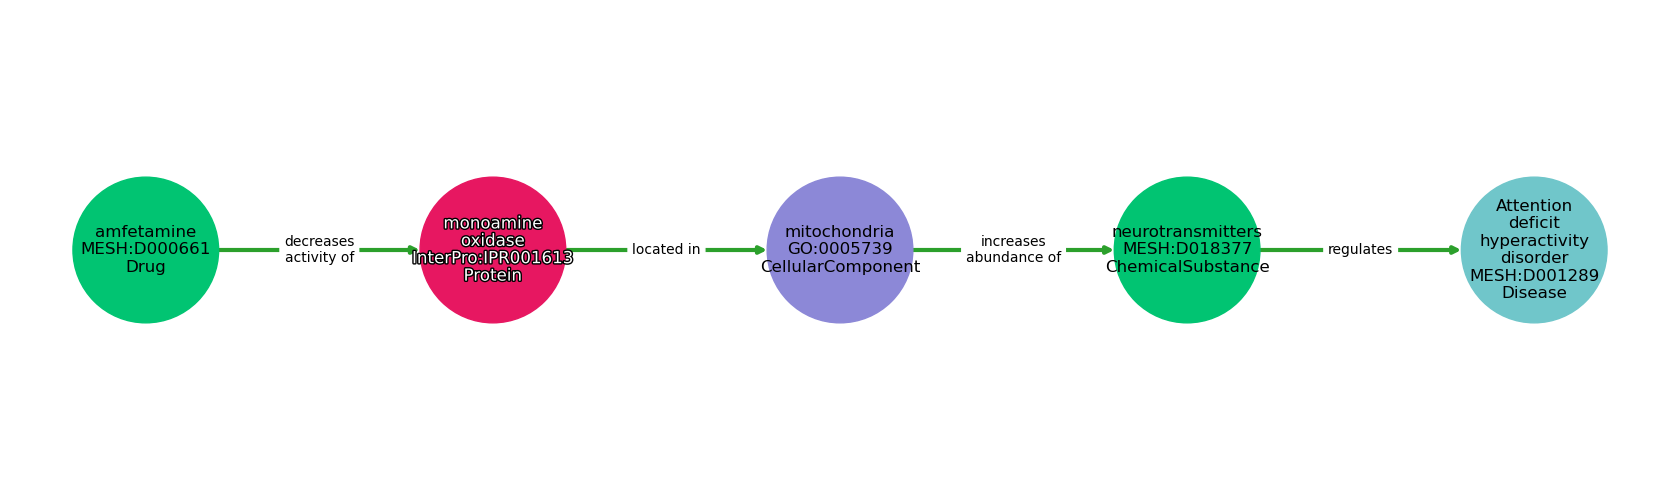 amfetamine
MESH:D000661
Drug
decreases
activity of
monoamine
oxidase
InterPro:IPR001613
Protein
located in
mitochondria
GO:0005739
CellularComponent
increases
abundance of
neurotransmitters
MESH:D018377
ChemicalSubstance
regulates
Attention
deficit
hyperactivity
disorder
MESH:D001289
Disease